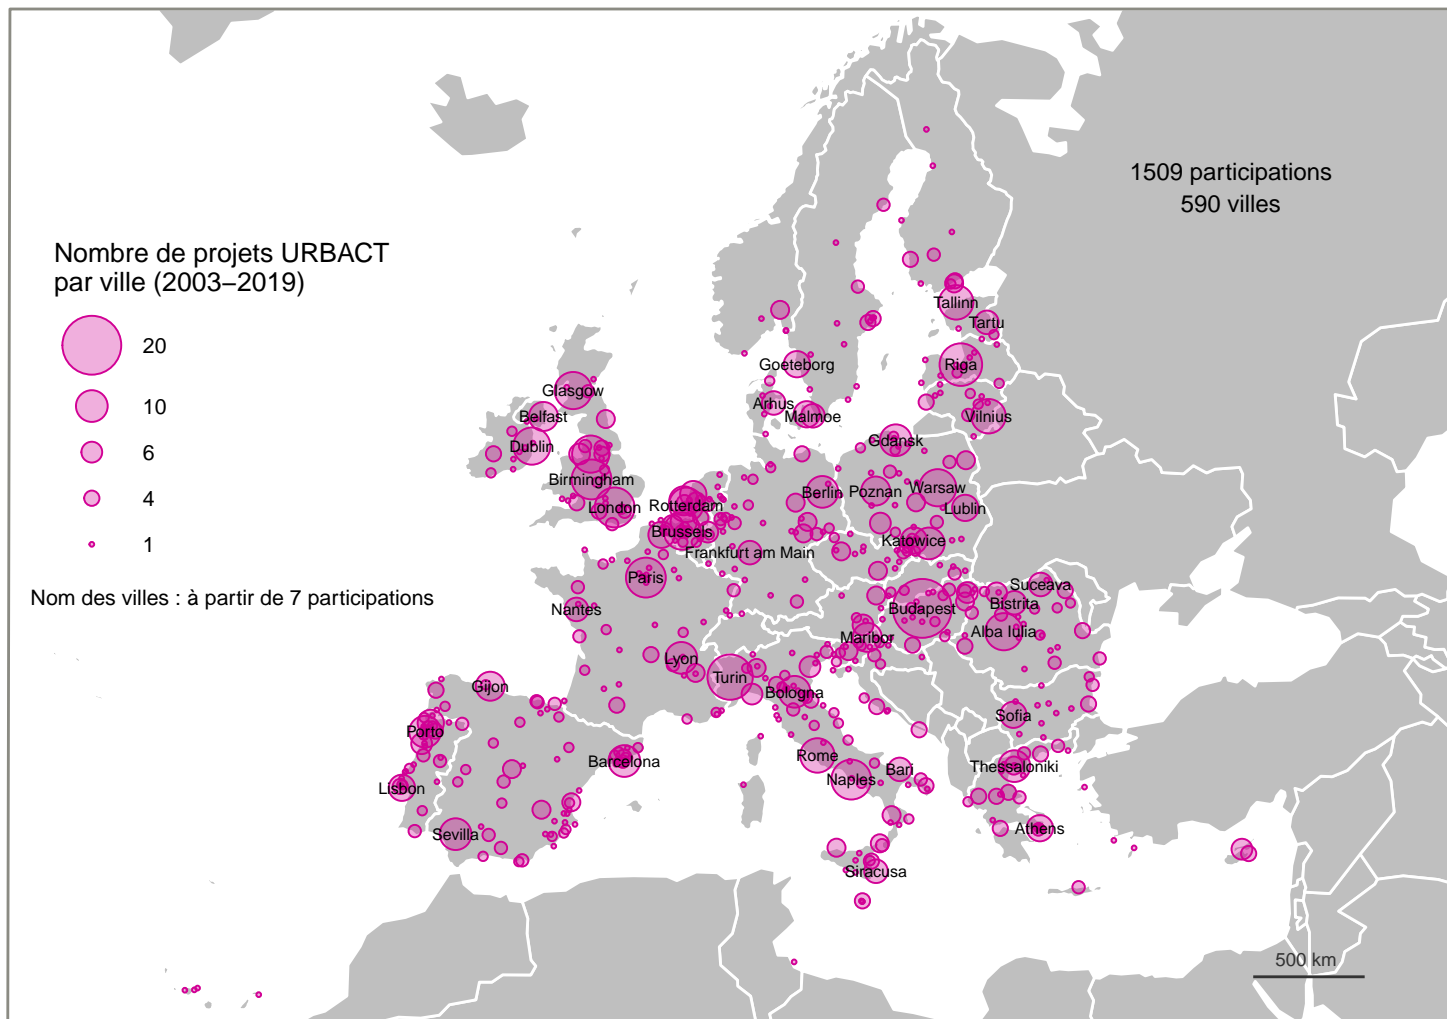 1509 participations
590 villes
Nombre de projets URBACT
par ville (2003–2019)
20
10
6
4
1
Nom des villes : à partir de 7 participations
Tallinn
Tartu
Goeteborg
Riga
Glasgow
Arhus
Belfast
Malmoe
Vilnius
Dublin
Gdansk
Birmingham
Berlin
Poznan
Warsaw
London
Rotterdam
Lublin
Brussels
Katowice
Frankfurt am Main
Paris
Suceava
Nantes
Budapest
Bistrita
Maribor
Alba Iulia
Lyon
Turin
Gijon
Bologna
Sofia
Porto
Rome
Barcelona
Bari
Thessaloniki
Naples
Lisbon
Sevilla
Athens
Siracusa
500 km